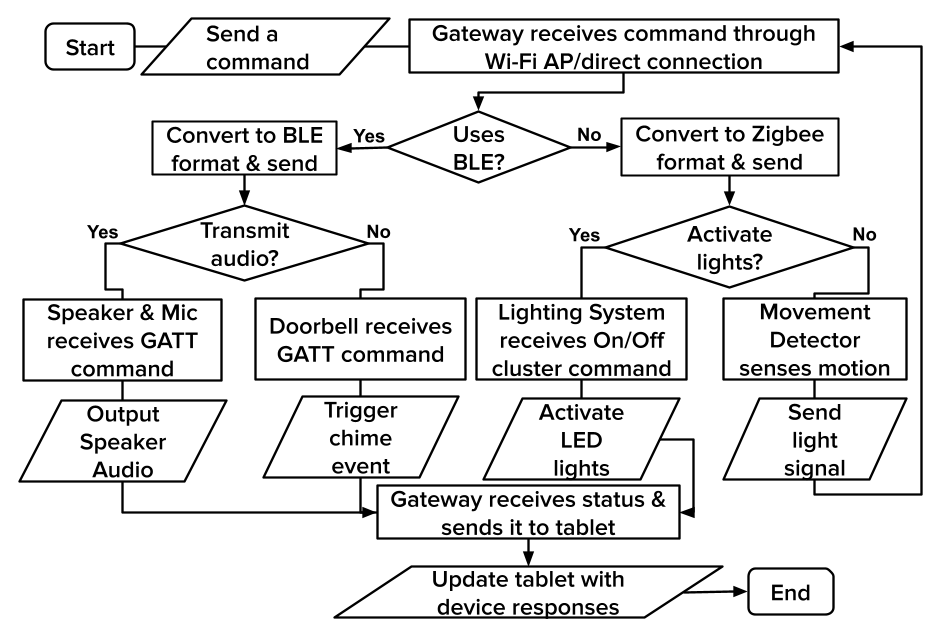 Start
Send a
command
Gateway receives command through
Wi-Fi AP/direct connection
Uses
BLE?
Yes
No
Convert to BLE
format & send
Convert to Zigbee
format & send
Transmit
audio?
Yes
No
Activate
lights?
Yes
No
Speaker & Mic
receives GATT
command
Doorbell receives
GATT command
Lighting System
receives On/Off
cluster command
Movement
Detector
senses motion
Output
Speaker
Audio
Trigger
chime
event
Activate
LED
lights
Send
light
signal
Gateway receives status &
sends it to tablet
Update tablet with
device responses
End